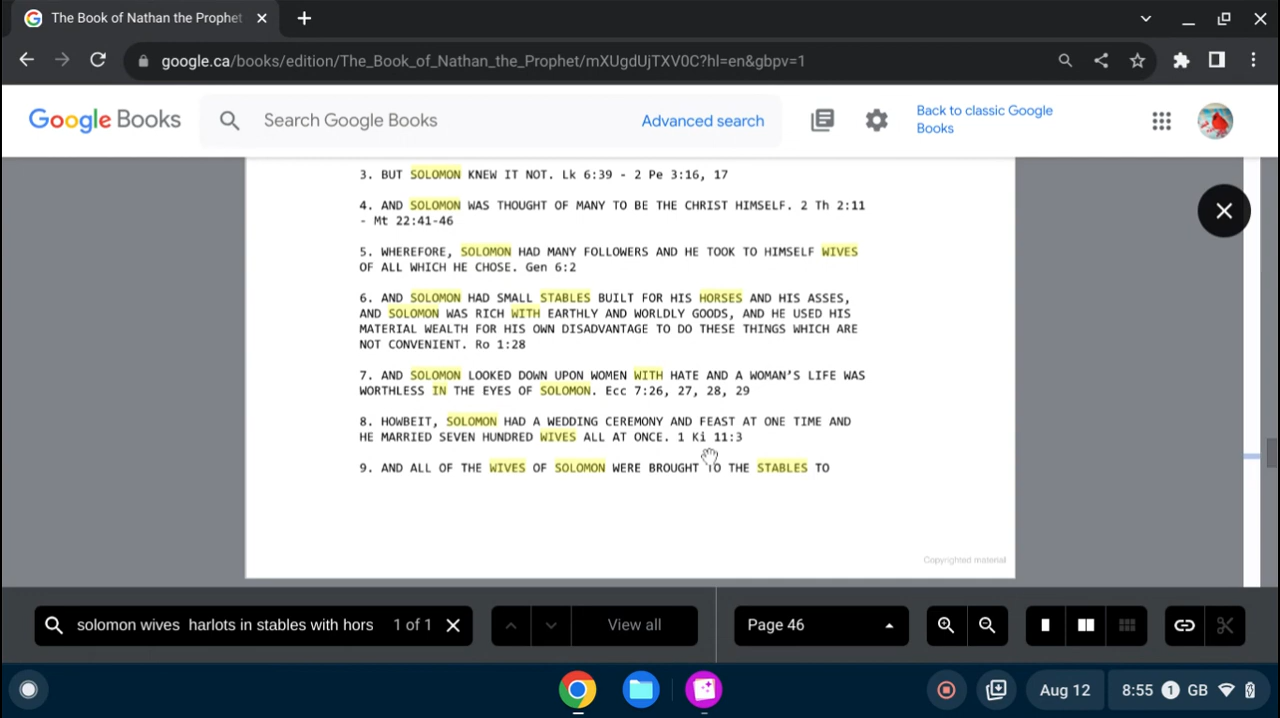 The Book of Nathan the Prophet
google.ca/books/edition/The_Book_of_Nathan_the_Prophet/mXUgdUjTXV0C?hl=en&gbpv=1
Google Books
Search Google Books
Advanced search
Back to classic Google
Books
3. BUT SOLOMON KNEW IT NOT. Lk 6:39 - 2 Pe 3:16, 17
4. AND SOLOMON WAS THOUGHT OF MANY TO BE THE CHRIST HIMSELF. 2 Th 2:11
- Mt 22:41-46
5. WHEREFORE, SOLOMON HAD MANY FOLLOWERS AND HE TOOK TO HIMSELF WIVES
OF ALL WHICH HE CHOSE. Gen 6:2
6. AND SOLOMON HAD SMALL STABLES BUILT FOR HIS HORSES AND HIS ASSES,
AND SOLOMON WAS RICH WITH EARTHLY AND WORLDLY GOODS, AND HE USED HIS
MATERIAL WEALTH FOR HIS OWN DISADVANTAGE TO DO THESE THINGS WHICH ARE
NOT CONVENIENT. Ro 1:28
7. AND SOLOMON LOOKED DOWN UPON WOMEN WITH HATE AND A WOMAN'S LIFE WAS
WORTHLESS IN THE EYES OF SOLOMON. Ecc 7:26, 27, 28, 29
8. HOWBEIT, SOLOMON HAD A WEDDING CEREMONY AND FEAST AT ONE TIME AND
HE MARRIED SEVEN HUNDRED WIVES ALL AT ONCE. 1 Ki 11:3
9. AND ALL OF THE WIVES OF SOLOMON WERE BROUGHT TO THE STABLES TO
Copyrighted material
solomon wives harlots in stables with hors 1 of 1
View all
Page 46
Aug 12
8:55 1 GB